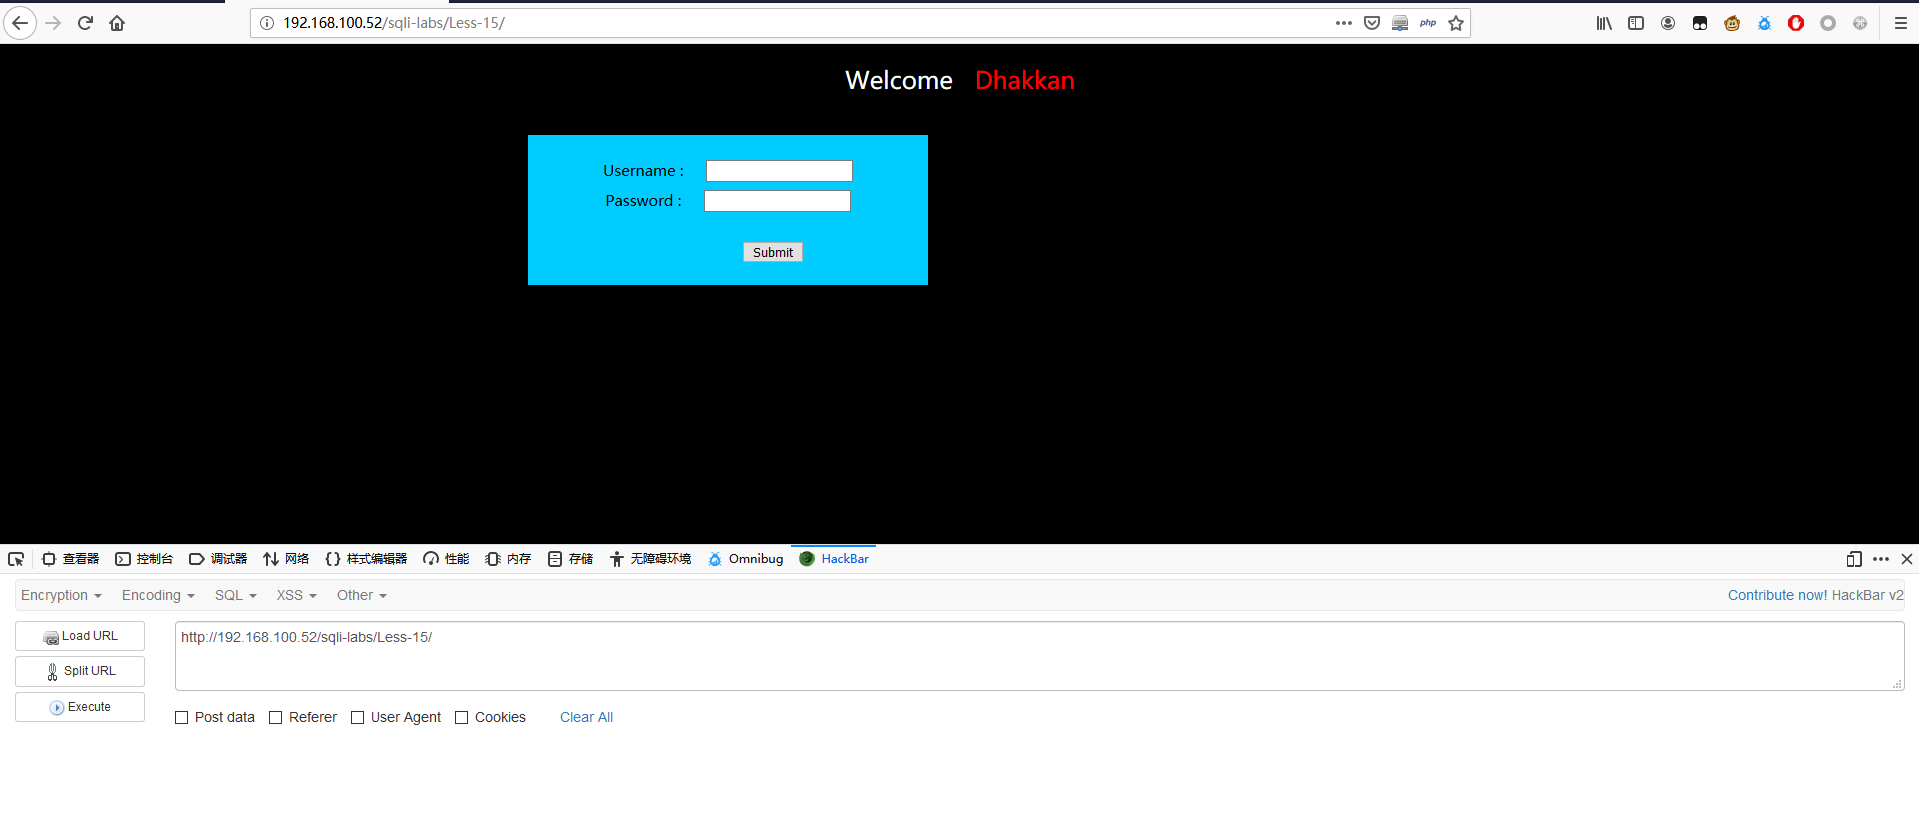 192.168.100.52/sqli-labs/Less-15/
php
Welcome Dhakkan
Username :
Password :
Submit
查看器 控制台 调试器 网络 样式编辑器 性能 内存 存储 无障碍环境 Omnibug HackBar
Encryption Encoding SQL XSS Other Contribute now! HackBar v2
Load URL
http://192.168.100.52/sqli-labs/Less-15/
Split URL
Execute
Post data Referer User Agent Cookies Clear All